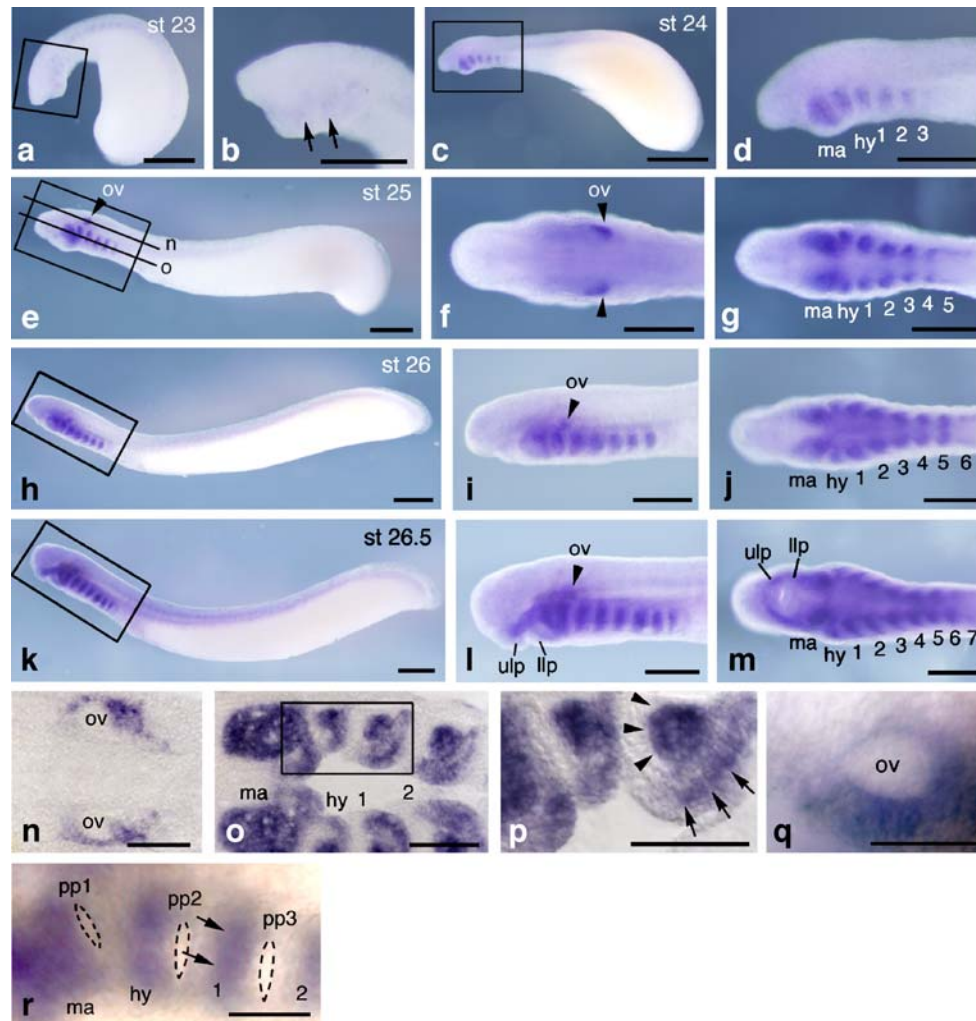 st 23
a
b
st 24
c
ma hy 1 2 3
d
ov
st 25
n
o
e
ov
f
ma hy 1 2 3 4 5
g
st 26
h
ov
i
ma hy 1 2 3 4 5 6
j
st 26.5
k
ov
ulp llp
l
ulp llp
ma hy 1 2 3 4 5 6 7
m
ov
ov
n
ma hy 1 2
o
p
ov
q
pp1 pp2 pp3
ma hy 1 2
r